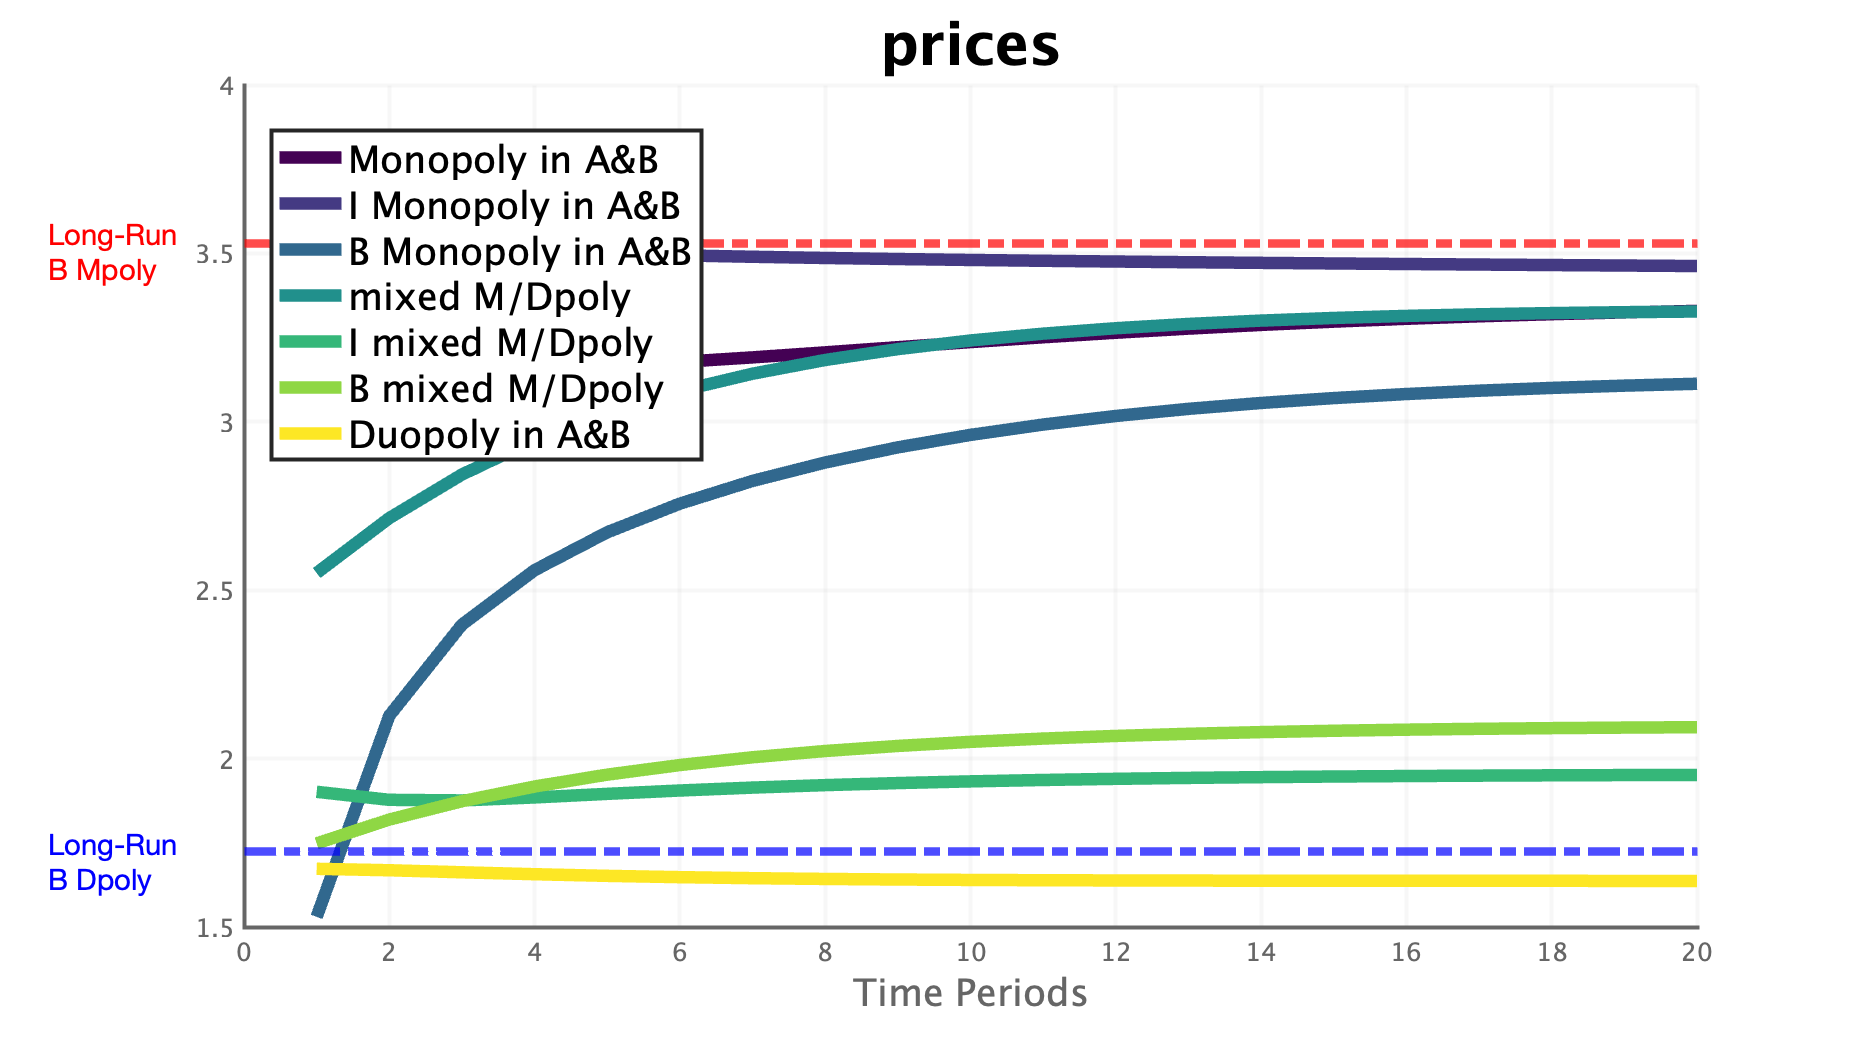 prices
4
3.5
3
2.5
2
1.5
Long-Run
B Mpoly
Long-Run
B Dpoly
Monopoly in A&B
I Monopoly in A&B
B Monopoly in A&B
mixed M/Dpoly
I mixed M/Dpoly
B mixed M/Dpoly
Duopoly in A&B
0 2 4 6 8 10 12 14 16 18 20
Time Periods